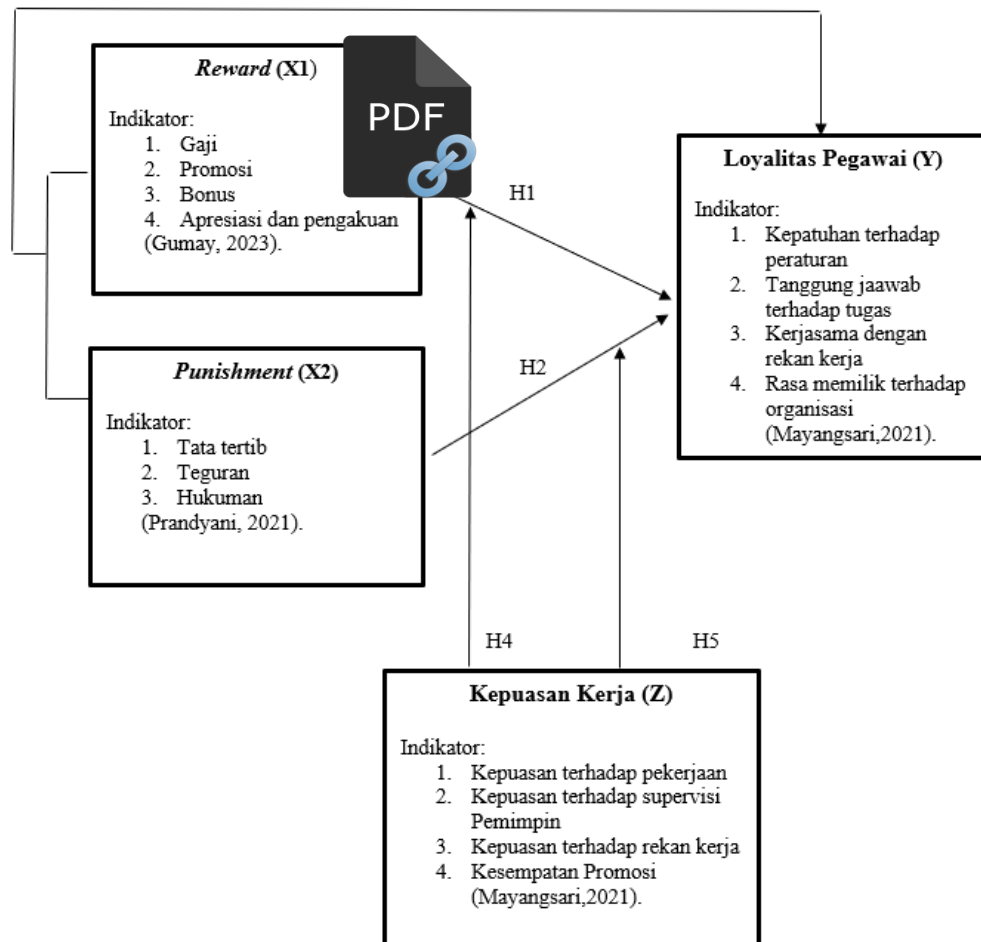 Reward (X1)
Indikator:
1. Gaji
2. Promosi
3. Bonus
4. Apresiasi dan pengakuan
(Gumay, 2023).
PDF
H1
Loyalitas Pegawai (Y)
Indikator:
1. Kepatuhan terhadap
peraturan
2. Tanggung jaawab
terhadap tugas
3. Kerjasama dengan
rekan kerja
4. Rasa memilik terhadap
organisasi
(Mayangsari,2021).
Punishment (X2)
Indikator:
1. Tata tertib
2. Teguran
3. Hukuman
(Prandyani, 2021).
H2
H4
H5
Kepuasan Kerja (Z)
Indikator:
1. Kepuasan terhadap pekerjaan
2. Kepuasan terhadap supervisi
Pemimpin
3. Kepuasan terhadap rekan kerja
4. Kesempatan Promosi
(Mayangsari,2021).